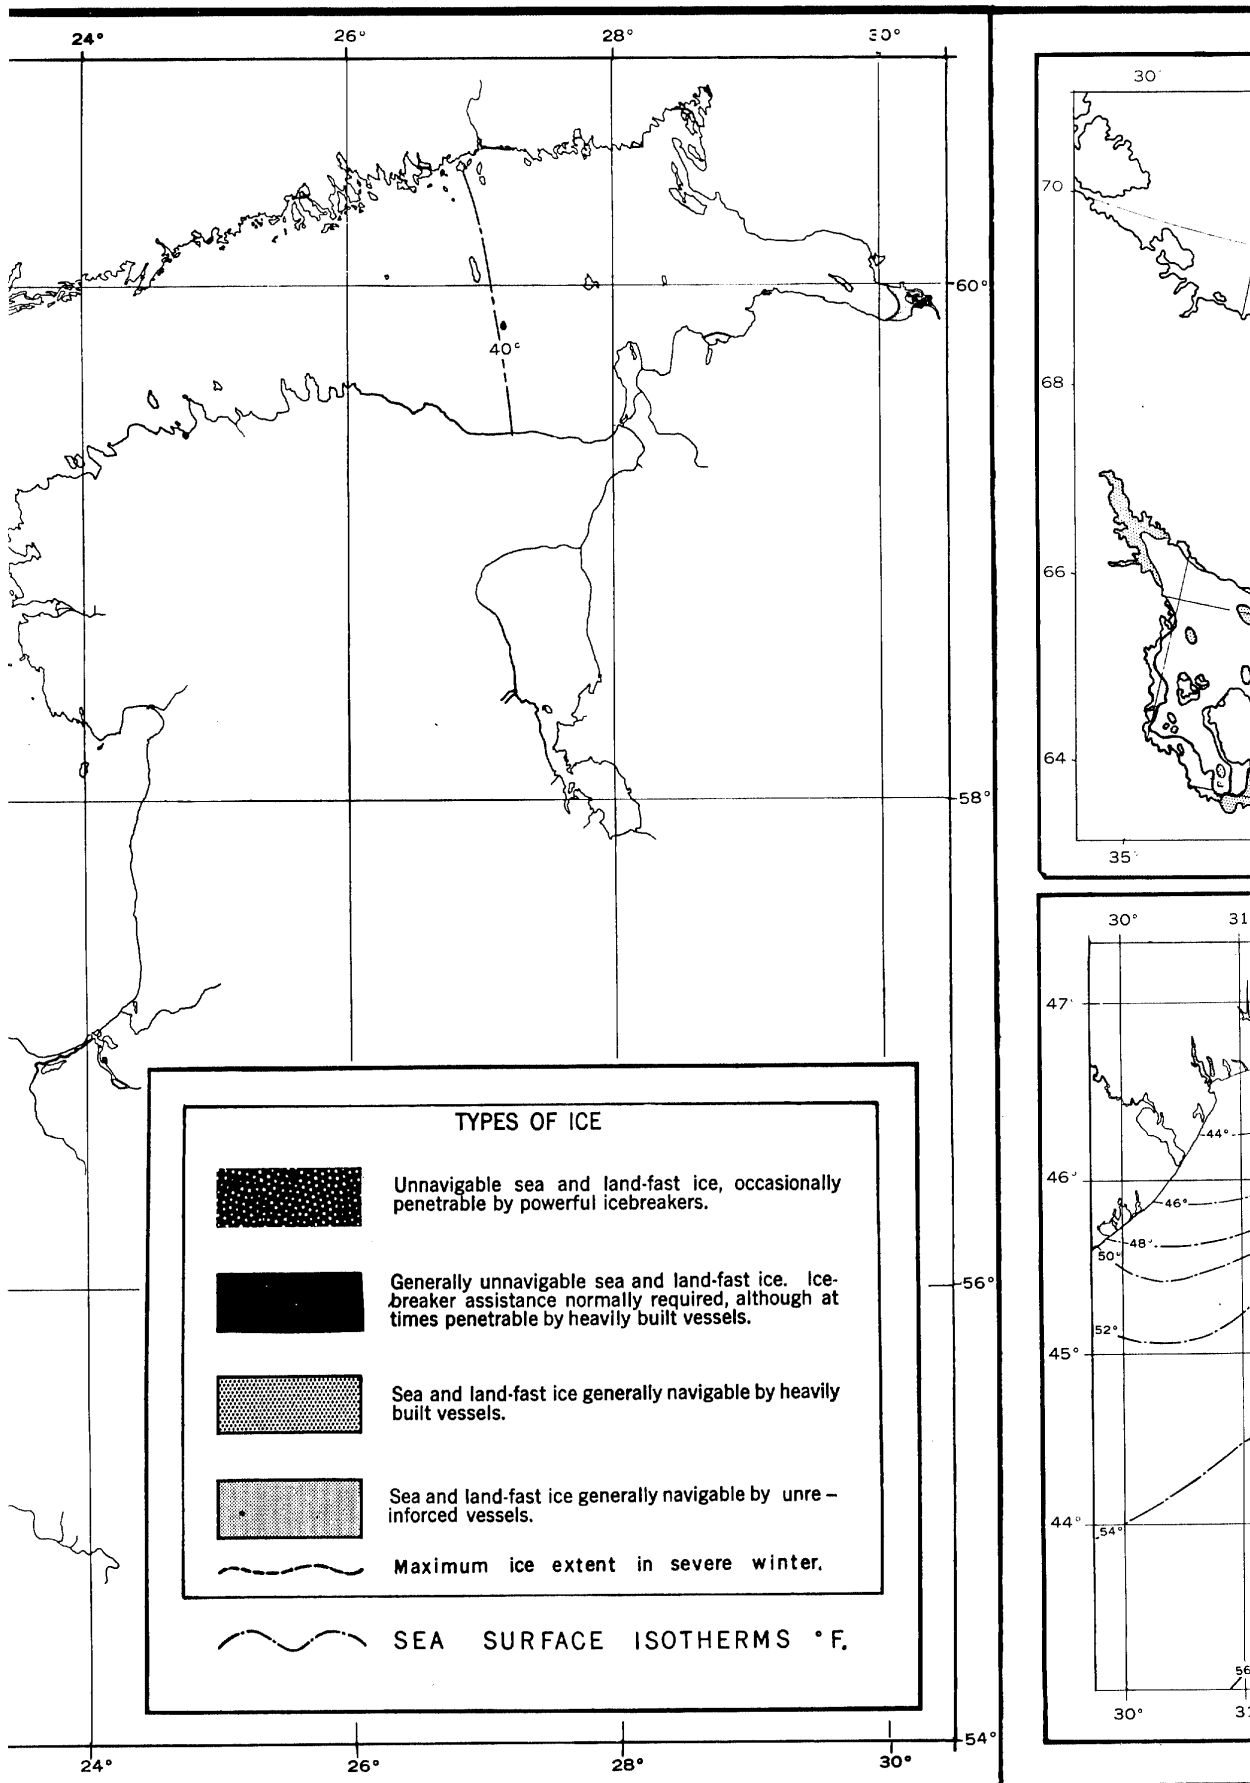 24°
26°
28°
30°
40°
60°
58°
56°
54°
24°
26°
28°
30°
TYPES OF ICE
Unnavigable sea and land-fast ice, occasionally
penetrable by powerful icebreakers.
Generally unnavigable sea and land-fast ice. Ice-
breaker assistance normally required, although at
times penetrable by heavily built vessels.
Sea and land-fast ice generally navigable by heavily
built vessels.
Sea and land-fast ice generally navigable by unre-
inforced vessels.
Maximum ice extent in severe winter.
SEA SURFACE ISOTHERMS °F.
30°
70
68
66
64
35°
30°
31
47°
46°
45°
44°
44°
46°
48°
50°
52°
54°
56
30°
31